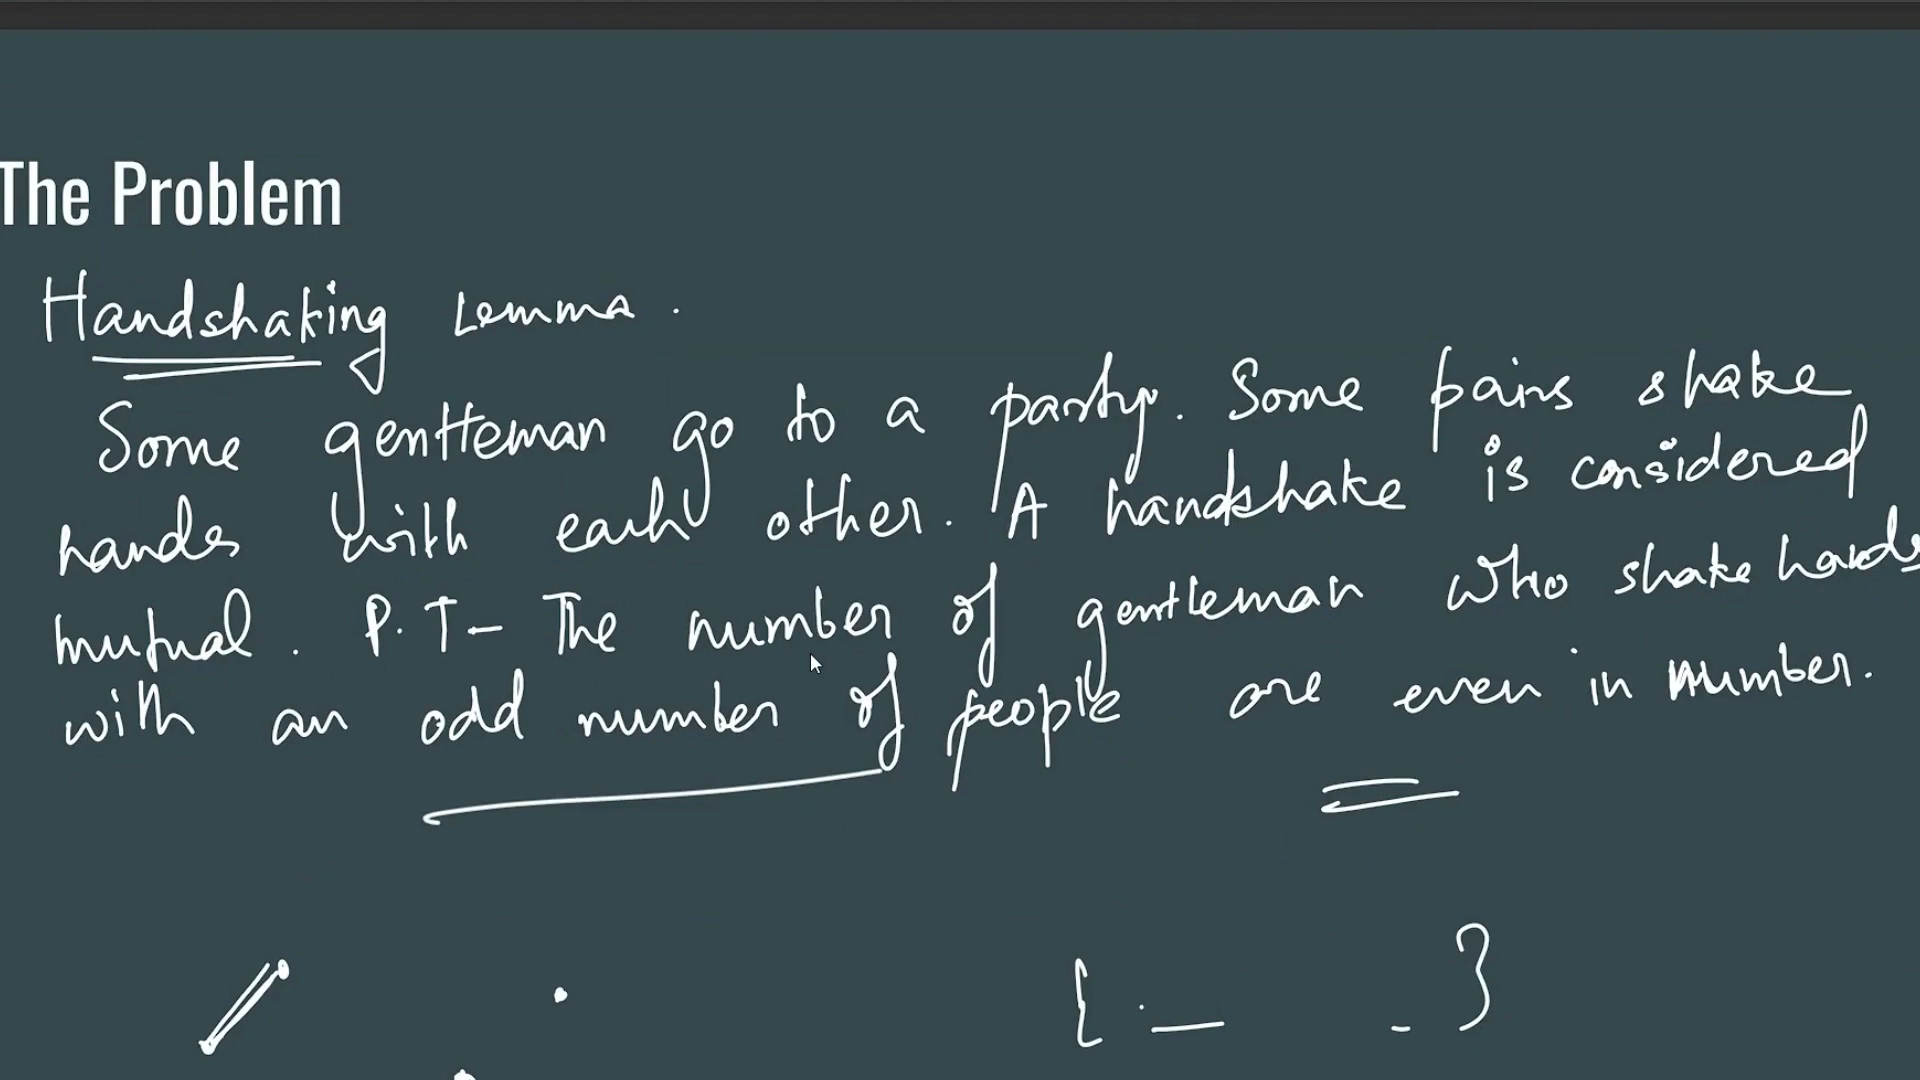 The Problem
Handshaking Lemma.
Some gentleman go to a party. Some pairs shake
hands with each other. A handshake is considered
mutual. P.T- The number of gentleman who shake hands
with an odd number of people are even in number.
{ . _ - }